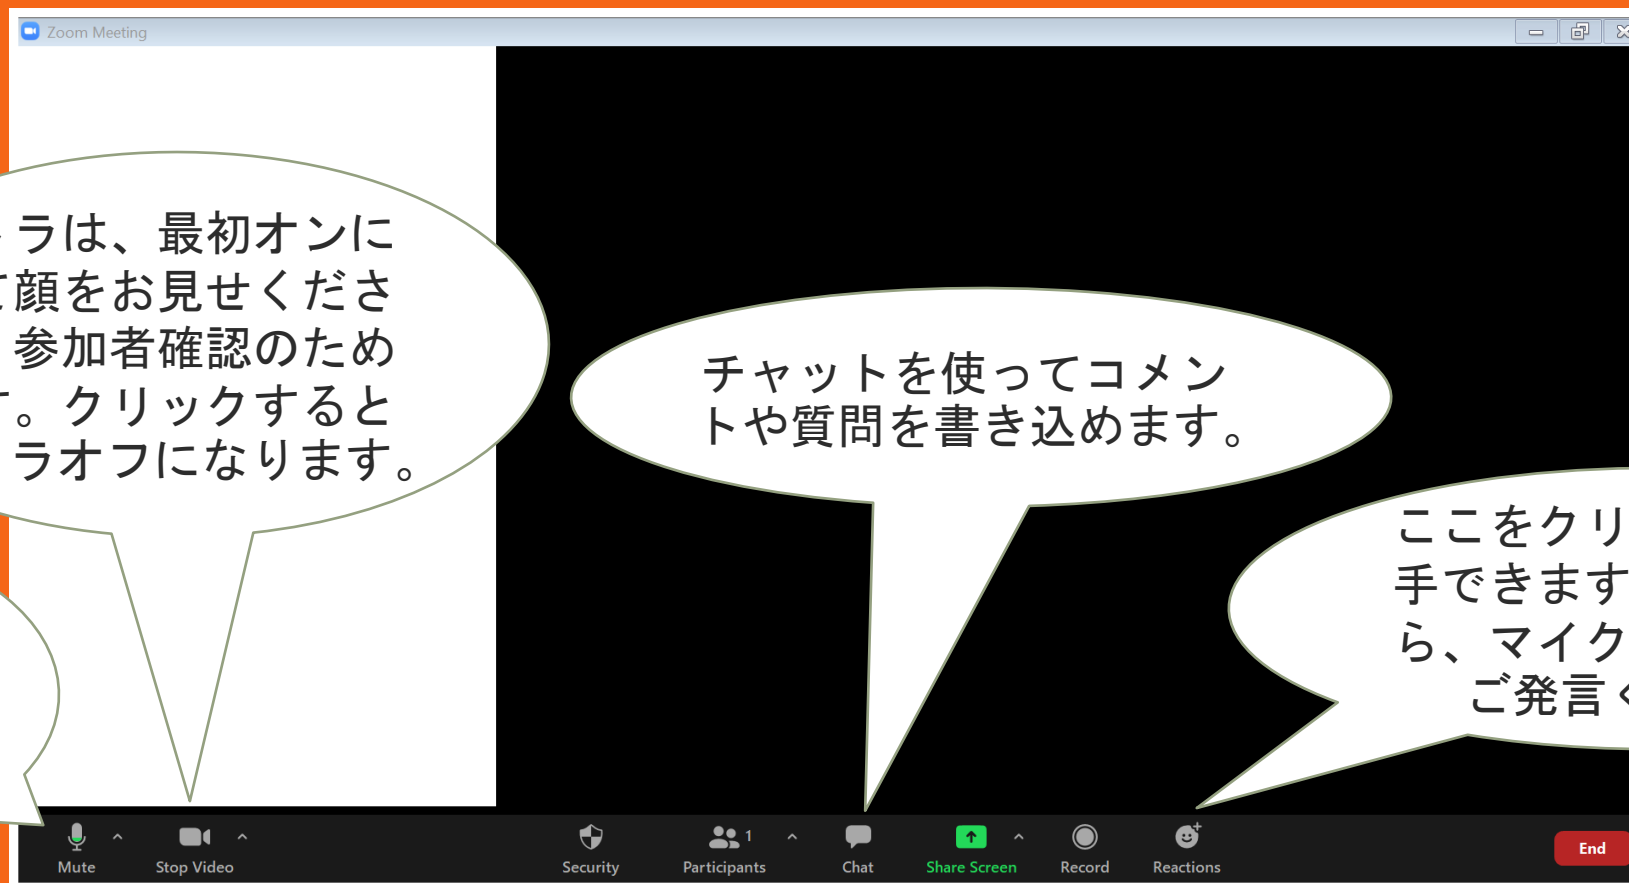 Zoom Meeting
ラは、最初オンに
て顔をお見せくださ
参加者確認のため
す。クリックすると
ラオフになります。
チャットを使ってコメン
トや質問を書き込めます。
ここをクリ
手できます
ら、マイク
ご発言く
Mute
Stop Video
Security
1
Participants
Chat
Share Screen
Record
Reactions
End